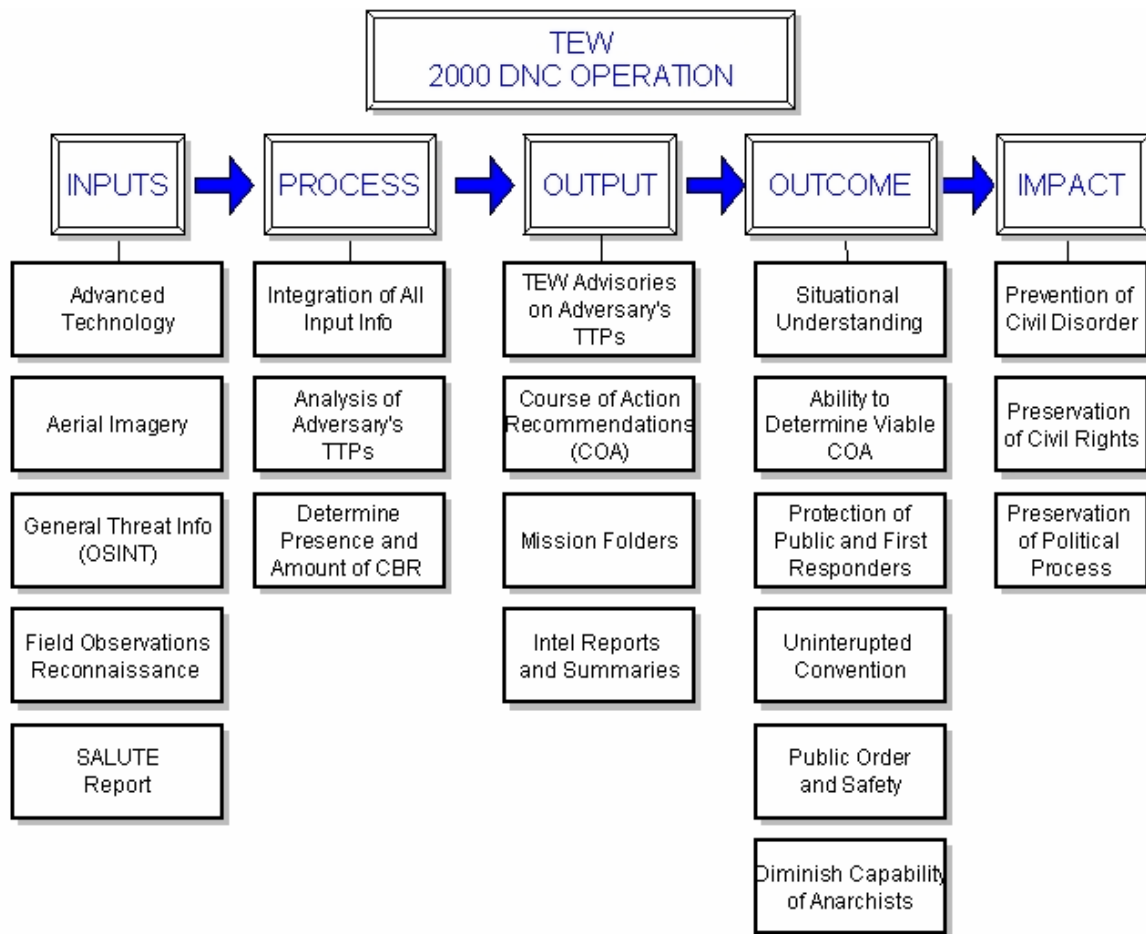 TEW
2000 DNC OPERATION
INPUTS
PROCESS
OUTPUT
OUTCOME
IMPACT
Advanced
Technology
Aerial Imagery
General Threat Info
(OSINT)
Field Observations
Reconnaissance
SALUTE
Report
Integration of All
Input Info
Analysis of
Adversary's
TTPs
Determine
Presence and
Amount of CBR
TEW Advisories
on Adversary's
TTPs
Course of Action
Recommendations
(COA)
Mission Folders
Intel Reports
and Summaries
Situational
Understanding
Ability to
Determine Viable
COA
Protection of
Public and First
Responders
Uninterupted
Convention
Public Order
and Safety
Diminish Capability
of Anarchists
Prevention of
Civil Disorder
Preservation
of Civil Rights
Preservation
of Political
Process